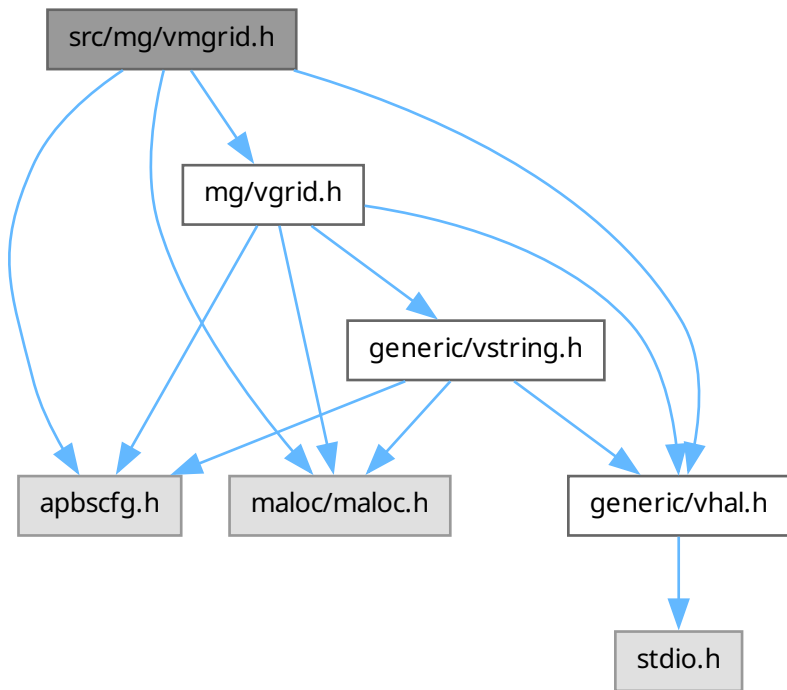 src/mg/vmgrid.h
mg/vgrid.h
generic/vstring.h
apbscfg.h
maloc/maloc.h
generic/vhal.h
stdio.h